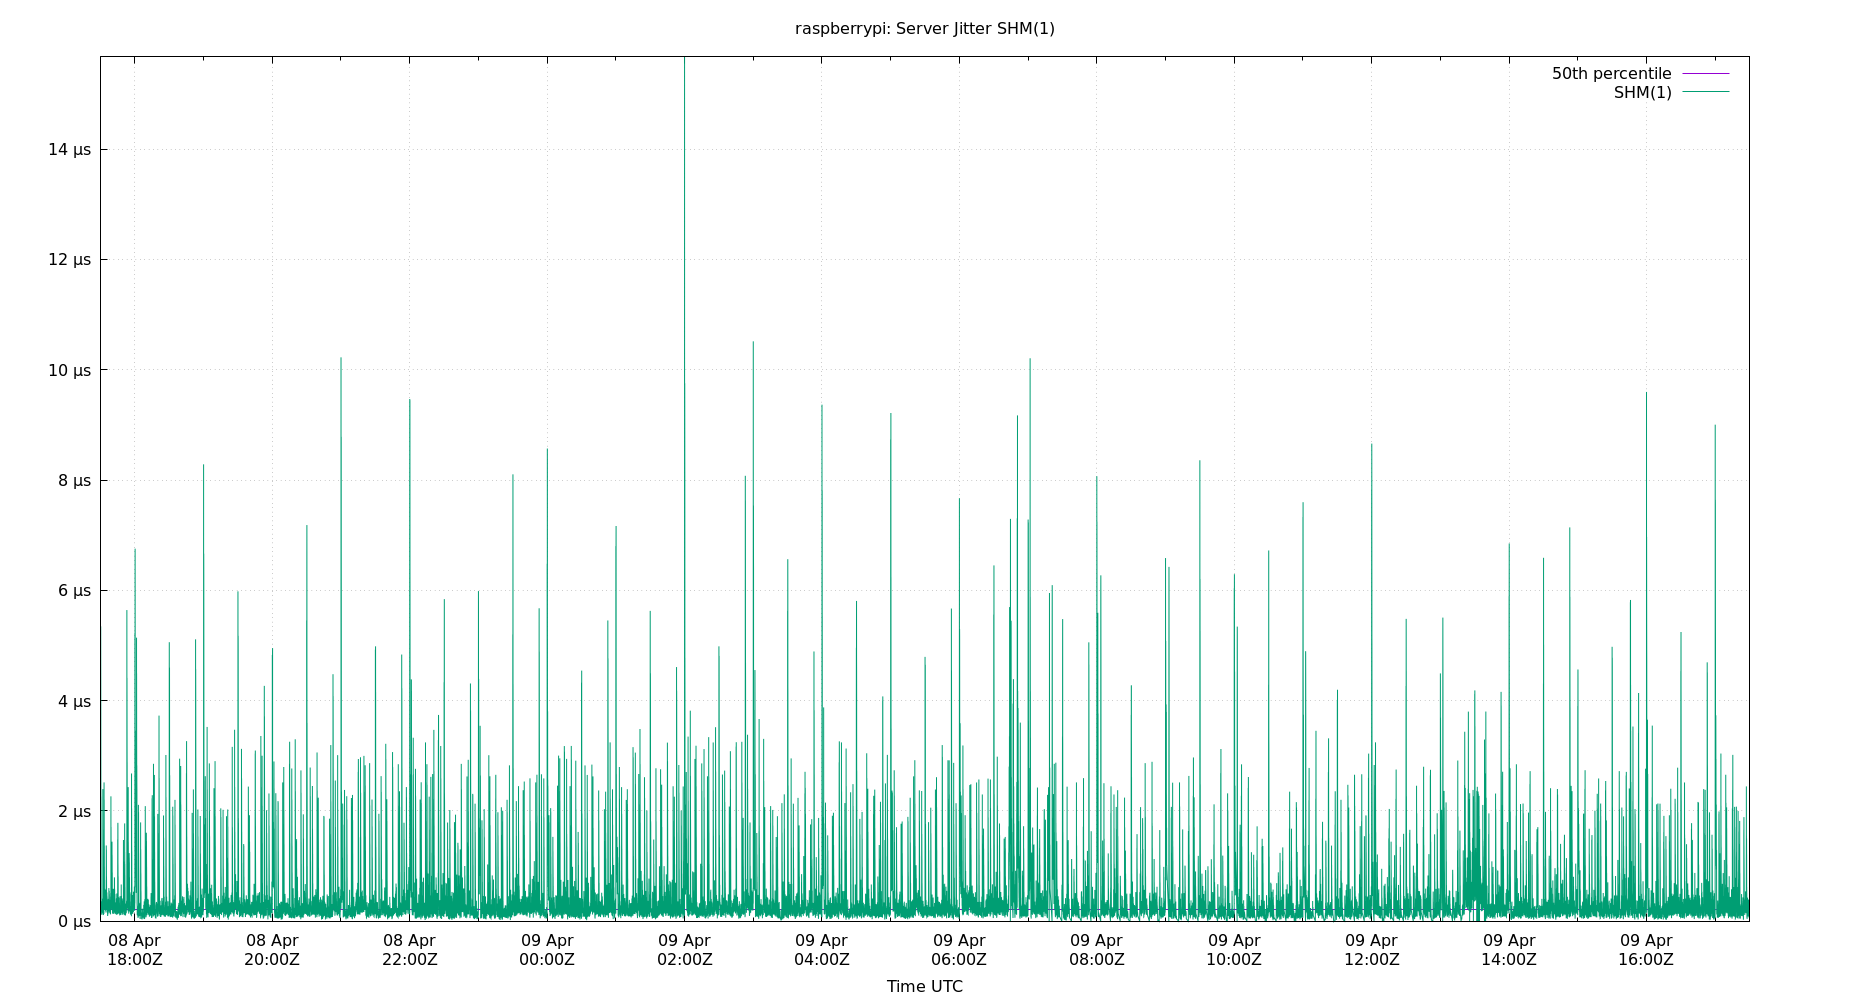 raspberrypi: Server Jitter SHM(1)
50th percentile
SHM(1)
14 µs
12 µs
10 µs
8 µs
6 µs
4 µs
2 µs
0 µs
08 Apr 08 Apr 08 Apr 09 Apr 09 Apr 09 Apr 09 Apr 09 Apr 09 Apr 09 Apr 09 Apr 09 Apr
18:00Z 20:00Z 22:00Z 00:00Z 02:00Z 04:00Z 06:00Z 08:00Z 10:00Z 12:00Z 14:00Z 16:00Z
Time UTC